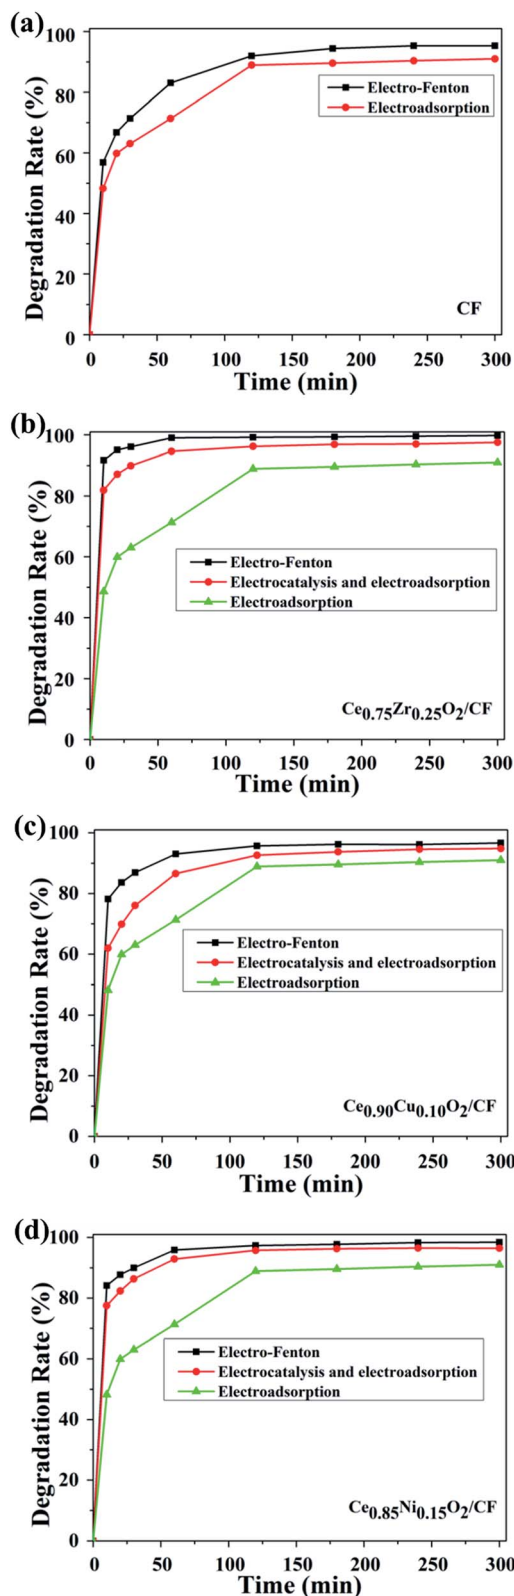 (a)
Degradation Rate (%)
100
80
60
40
20
0
Electro-Fenton
Electroadsorption
CF
0 50 100 150 200 250 300
Time (min)
(b)
Degradation Rate (%)
100
80
60
40
20
0
Electro-Fenton
Electrocatalysis and electroadsorption
Electroadsorption
Ce0.75Zr0.25O2/CF
0 50 100 150 200 250 300
Time (min)
(c)
Degradation Rate (%)
100
80
60
40
20
0
Electro-Fenton
Electrocatalysis and electroadsorption
Electroadsorption
Ce0.90Cu0.10O2/CF
0 50 100 150 200 250 300
Time (min)
(d)
Degradation Rate (%)
100
80
60
40
20
0
Electro-Fenton
Electrocatalysis and electroadsorption
Electroadsorption
Ce0.85Ni0.15O2/CF
0 50 100 150 200 250 300
Time (min)